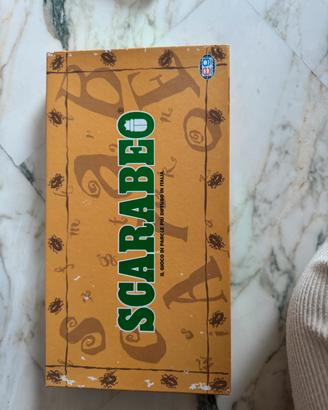 SCARABEO
IL GIOCO DI PAROLE PIÙ DIFFUSO IN ITALIA